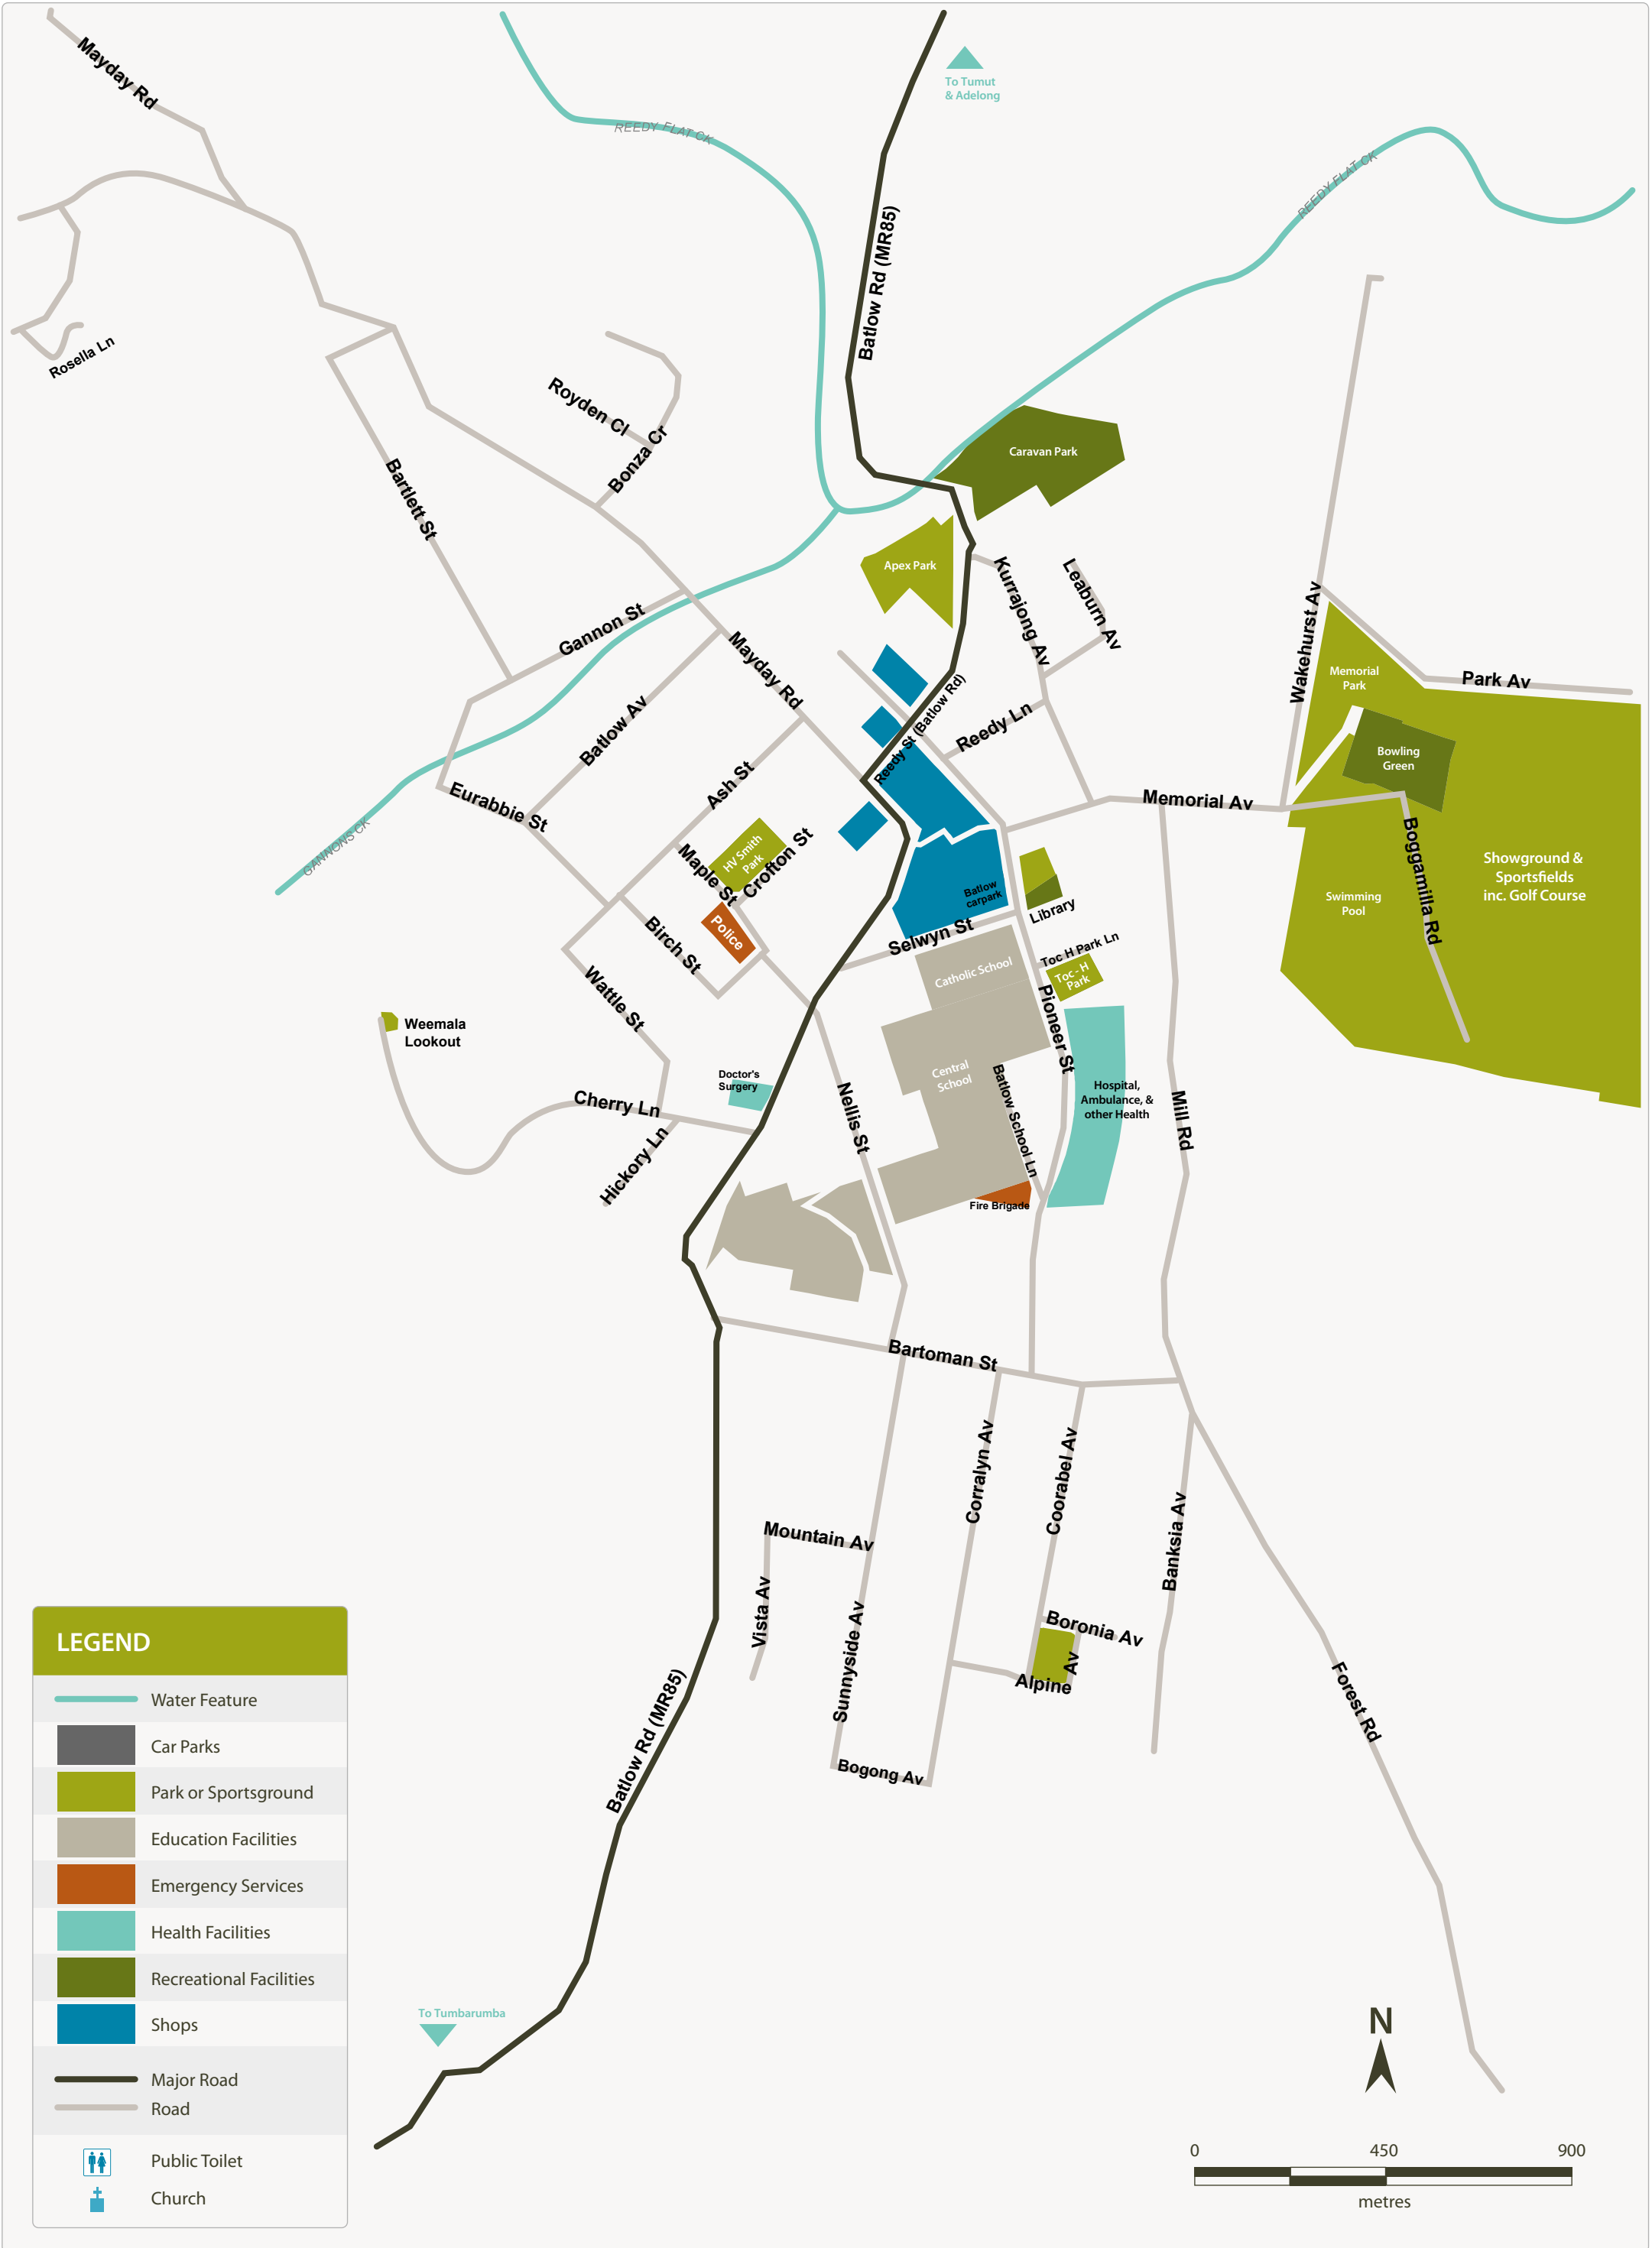 Mayday Rd
To Tumut
& Adelong
REEDY FLAT CK
REEDY FLAT CK
Batlow Rd (MR85)
Rosella Ln
Royden Cl
Bonza Cr
Caravan Park
Bartlett St
Apex Park
Kurrajong Av
Leaburn Av
Gannon St
Wakehurst Av
Mayday Rd
Memorial
Park
Park Av
Reedy St (Batlow Rd)
Reedy Ln
Batlow Av
Bowling
Green
Ash St
Eurabbie St
Memorial Av
GANNONS CK
HV Smith
Park
Crofton St
Maple St
Boggamilla Rd
Showground &
Sportsfields
inc. Golf Course
Batlow
carpark
Swimming
Pool
Library
Police
Selwyn St
Birch St
Toc H Park Ln
Catholic School
Toc - H
Park
Wattle St
Pioneer St
Weemala
Lookout
Central
School
Doctor's
Surgery
Batlow School Ln
Hospital,
Ambulance, &
other Health
Cherry Ln
Nellis St
Mill Rd
Hickory Ln
Fire Brigade
Bartoman St
Corralyn Av
Coorabel Av
Banksia Av
Mountain Av
Vista Av
Sunnyside Av
Boronia Av
Alpine
Av
Forest Rd
Batlow Rd (MR85)
Bogong Av
LEGEND
Water Feature
Car Parks
Park or Sportsground
Education Facilities
Emergency Services
Health Facilities
Recreational Facilities
Shops
Major Road
Road
Public Toilet
Church
To Tumbarumba
N
0 450 900
metres